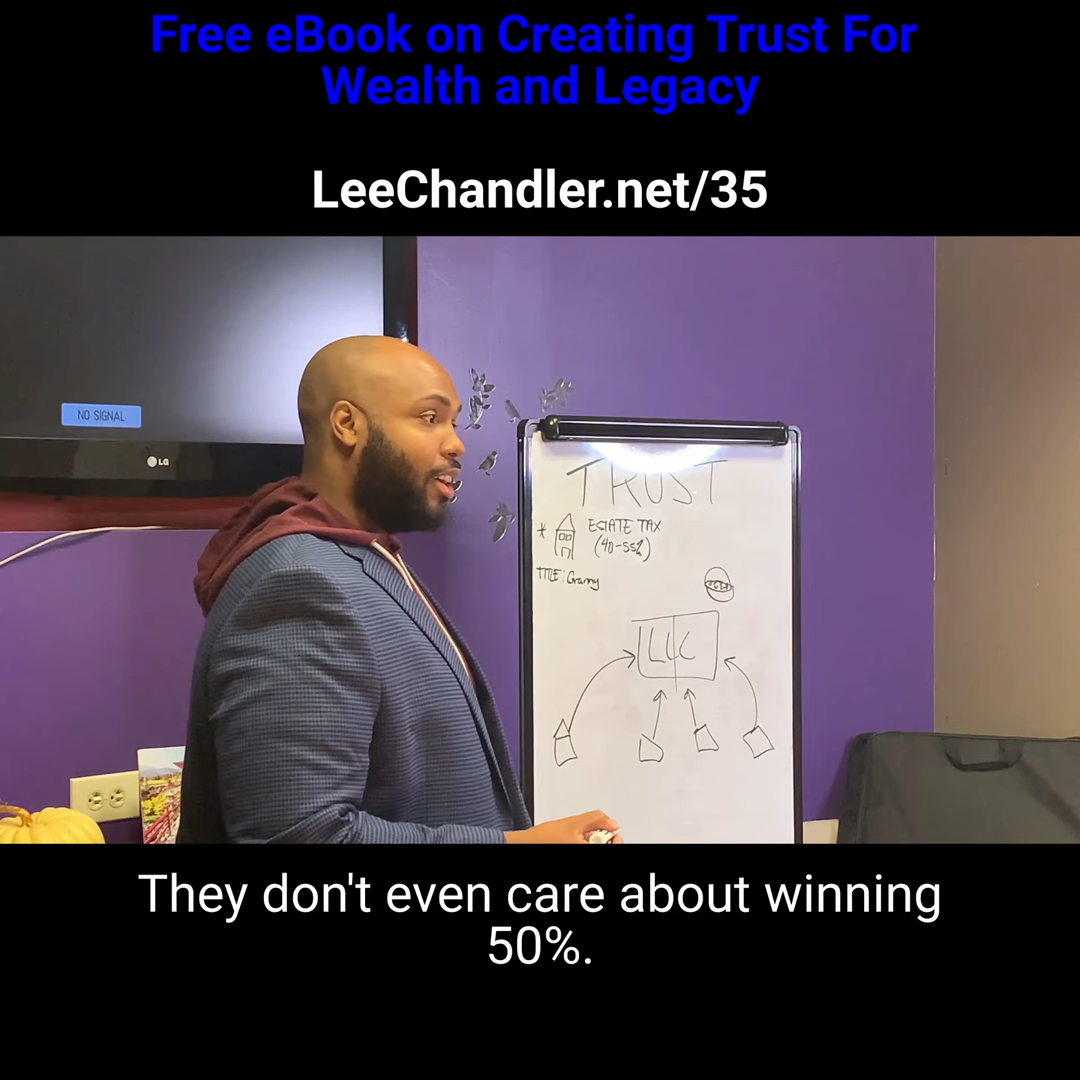 Free eBook on Creating Trust For
Wealth and Legacy
LeeChandler.net/35
NO SIGNAL
LG
TRUST
* ESTATE TAX
(40-55%)
TITLE: Granny
LLC
They don't even care about winning
50%.